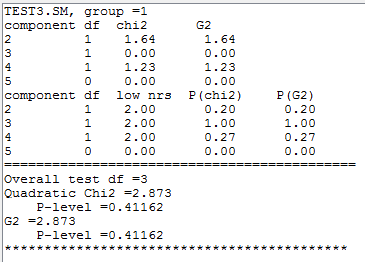 TEST3.SM, group =1
component df chi2 G2
2 1 1.64 1.64
3 1 0.00 0.00
4 1 1.23 1.23
5 0 0.00 0.00
component df low nrs P(chi2) P(G2)
2 1 2.00 0.20 0.20
3 1 2.00 1.00 1.00
4 1 2.00 0.27 0.27
5 0 0.00 0.00 0.00
============================================
Overall test df =3
Quadratic Chi2 =2.873
P-level =0.41162
G2 =2.873
P-level =0.41162
*******************************************